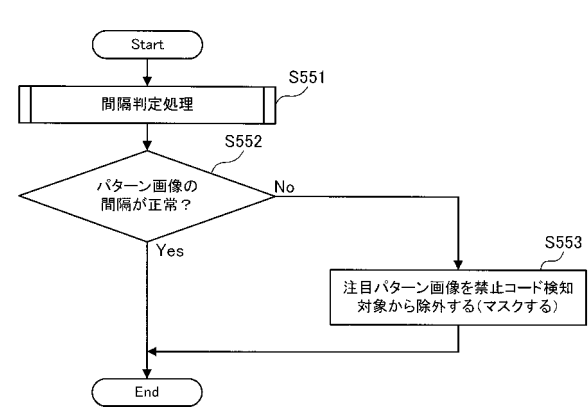 Start
S551
間隔判定処理
S552
パターン画像の
間隔が正常？
No
Yes
S553
注目パターン画像を禁止コード検知
対象から除外する（マスクする）
End